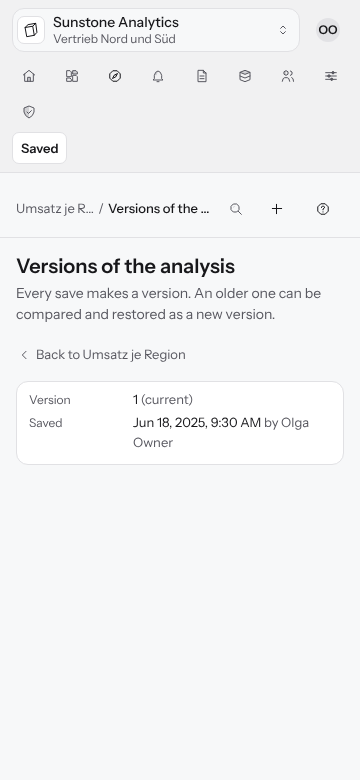 Sunstone Analytics
Vertrieb Nord und Süd
OO
Saved
Umsatz je R... / Versions of the ...
Versions of the analysis
Every save makes a version. An older one can be
compared and restored as a new version.
Back to Umsatz je Region
Version 1 (current)
Saved Jun 18, 2025, 9:30 AM by Olga
Owner